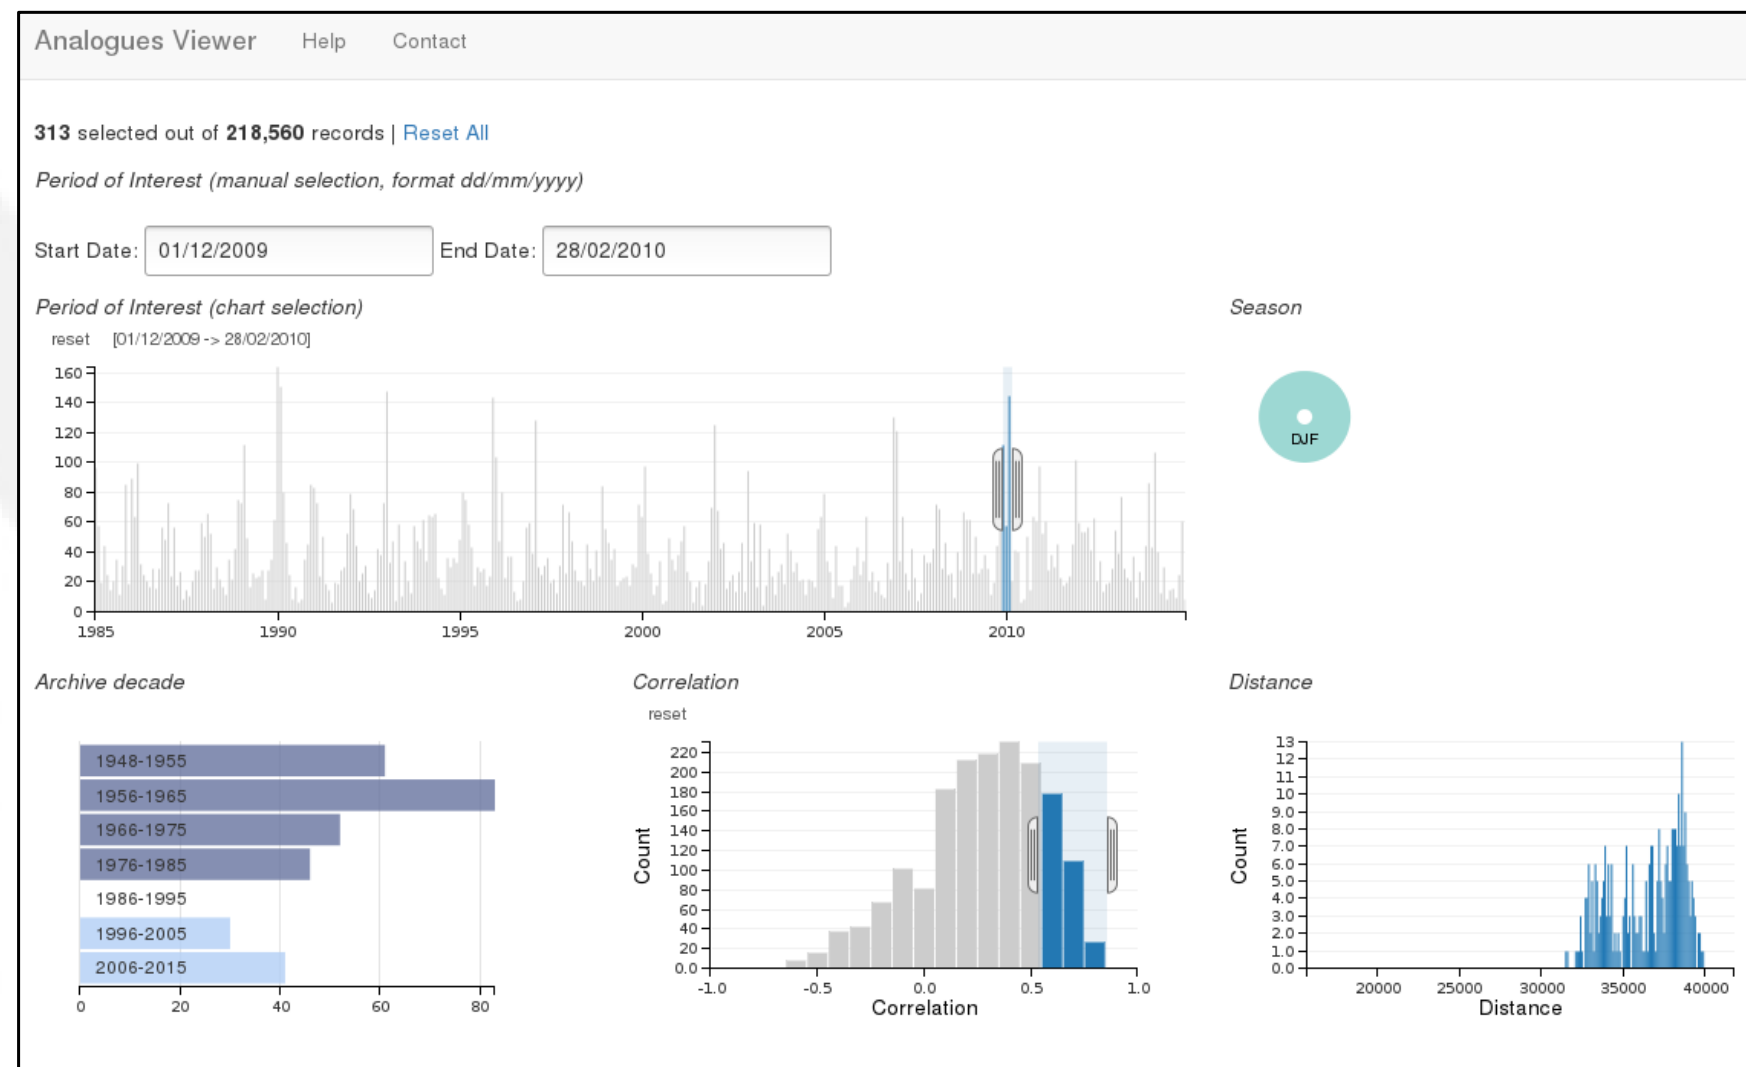 Analogues Viewer Help Contact
313 selected out of 218,560 records | Reset All
Period of Interest (manual selection, format dd/mm/yyyy)
Start Date: 01/12/2009 End Date: 28/02/2010
Period of Interest (chart selection)
reset [01/12/2009 -> 28/02/2010]
160
140
120
100
80
60
40
20
0
1985 1990 1995 2000 2005 2010
Season
DJF
Archive decade
1948-1955
1956-1965
1966-1975
1976-1985
1986-1995
1996-2005
2006-2015
0 20 40 60 80
Correlation
reset
Count
220
200
180
160
140
120
100
80
60
40
20
0.0
-1.0 -0.5 0.0 0.5 1.0
Correlation
Distance
Count
13
12
11
10
9.0
8.0
7.0
6.0
5.0
4.0
3.0
2.0
1.0
0.0
20000 25000 30000 35000 40000
Distance